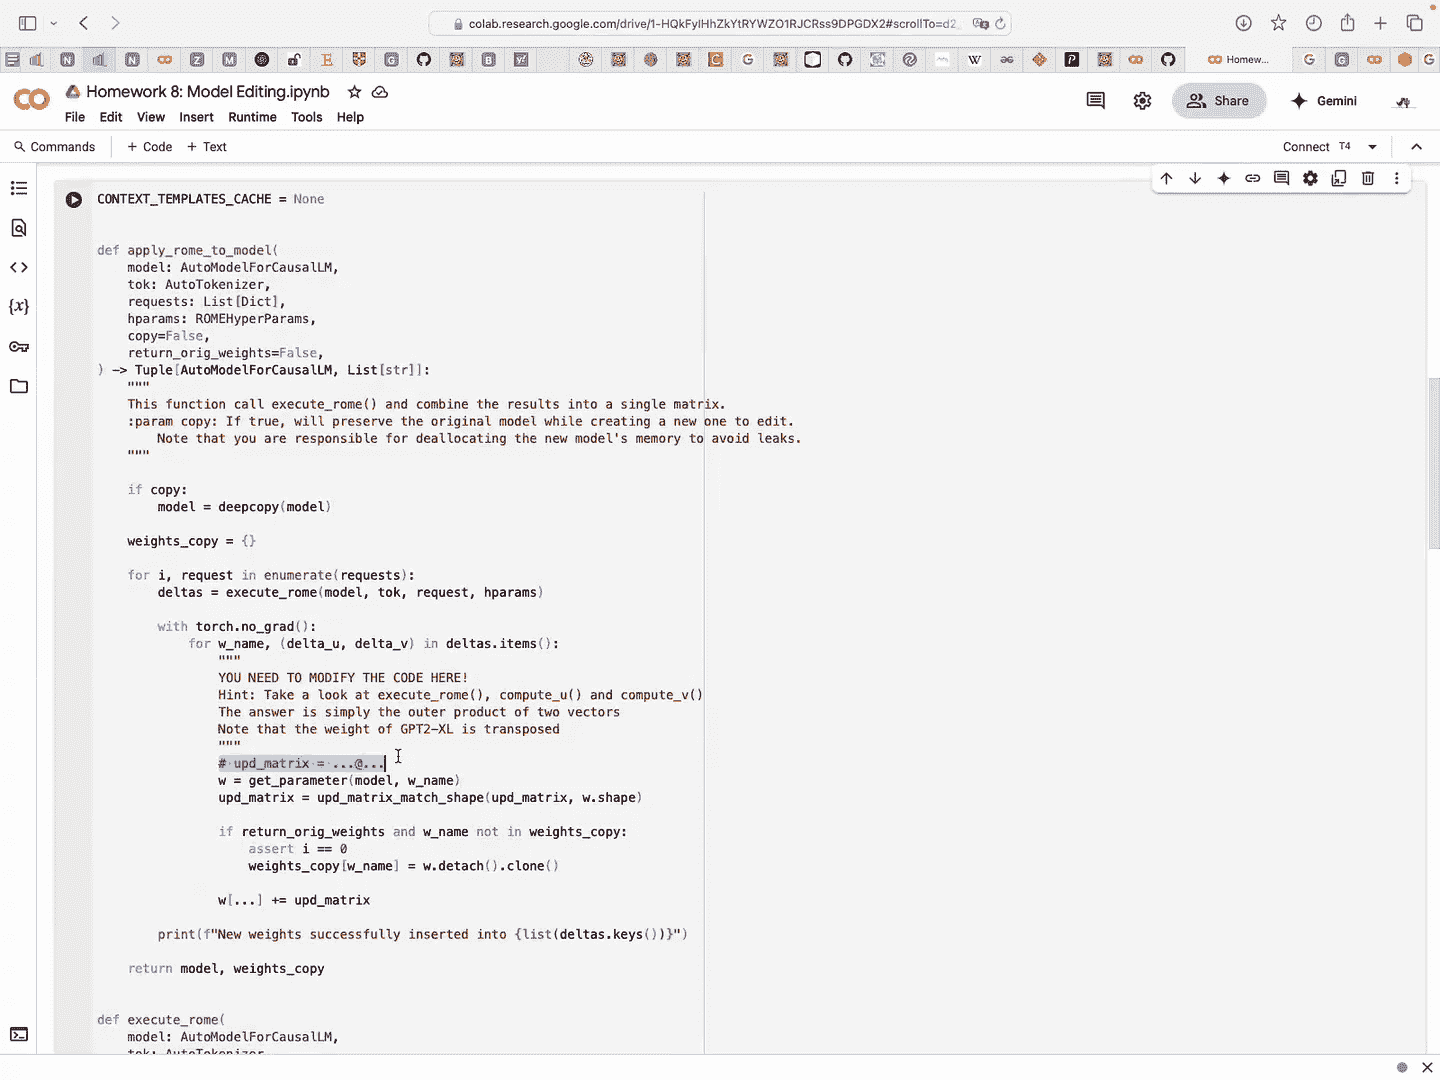 colab.research.google.com/drive/1-HQkFyIHhZkYtRYWZO1RJCRss9DPGDX2#scrollTo=d2_
Homew...
Homework 8: Model Editing.ipynb
File Edit View Insert Runtime Tools Help
Share
Gemini
Commands + Code + Text
Connect T4
CONTEXT_TEMPLATES_CACHE = None
def apply_rome_to_model(
model: AutoModelForCausalLM,
tok: AutoTokenizer,
requests: List[Dict],
hparams: ROMEHyperParams,
copy=False,
return_orig_weights=False,
) -> Tuple[AutoModelForCausalLM, List[str]]:
"""
This function call execute_rome() and combine the results into a single matrix.
:param copy: If true, will preserve the original model while creating a new one to edit.
Note that you are responsible for deallocating the new model's memory to avoid leaks.
"""
if copy:
model = deepcopy(model)
weights_copy = {}
for i, request in enumerate(requests):
deltas = execute_rome(model, tok, request, hparams)
with torch.no_grad():
for w_name, (delta_u, delta_v) in deltas.items():
"""
YOU NEED TO MODIFY THE CODE HERE!
Hint: Take a look at execute_rome(), compute_u() and compute_v()
The answer is simply the outer product of two vectors
Note that the weight of GPT2-XL is transposed
"""
# upd_matrix = ...@...
w = get_parameter(model, w_name)
upd_matrix = upd_matrix_match_shape(upd_matrix, w.shape)
if return_orig_weights and w_name not in weights_copy:
assert i == 0
weights_copy[w_name] = w.detach().clone()
w[...] += upd_matrix
print(f"New weights successfully inserted into {list(deltas.keys())}")
return model, weights_copy
def execute_rome(
model: AutoModelForCausalLM,
tok: AutoTokenizer,